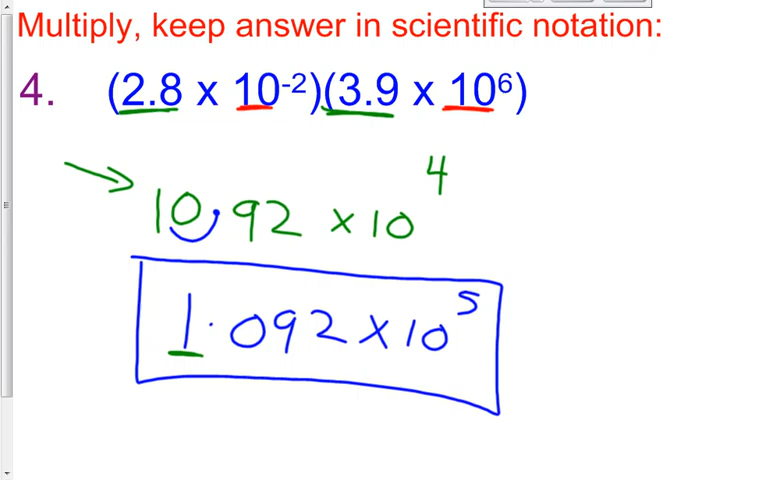 Multiply, keep answer in scientific notation:
4. (2.8 x 10⁻²)(3.9 x 10⁶)
10.92 x 10⁴
1.092 x 10⁵